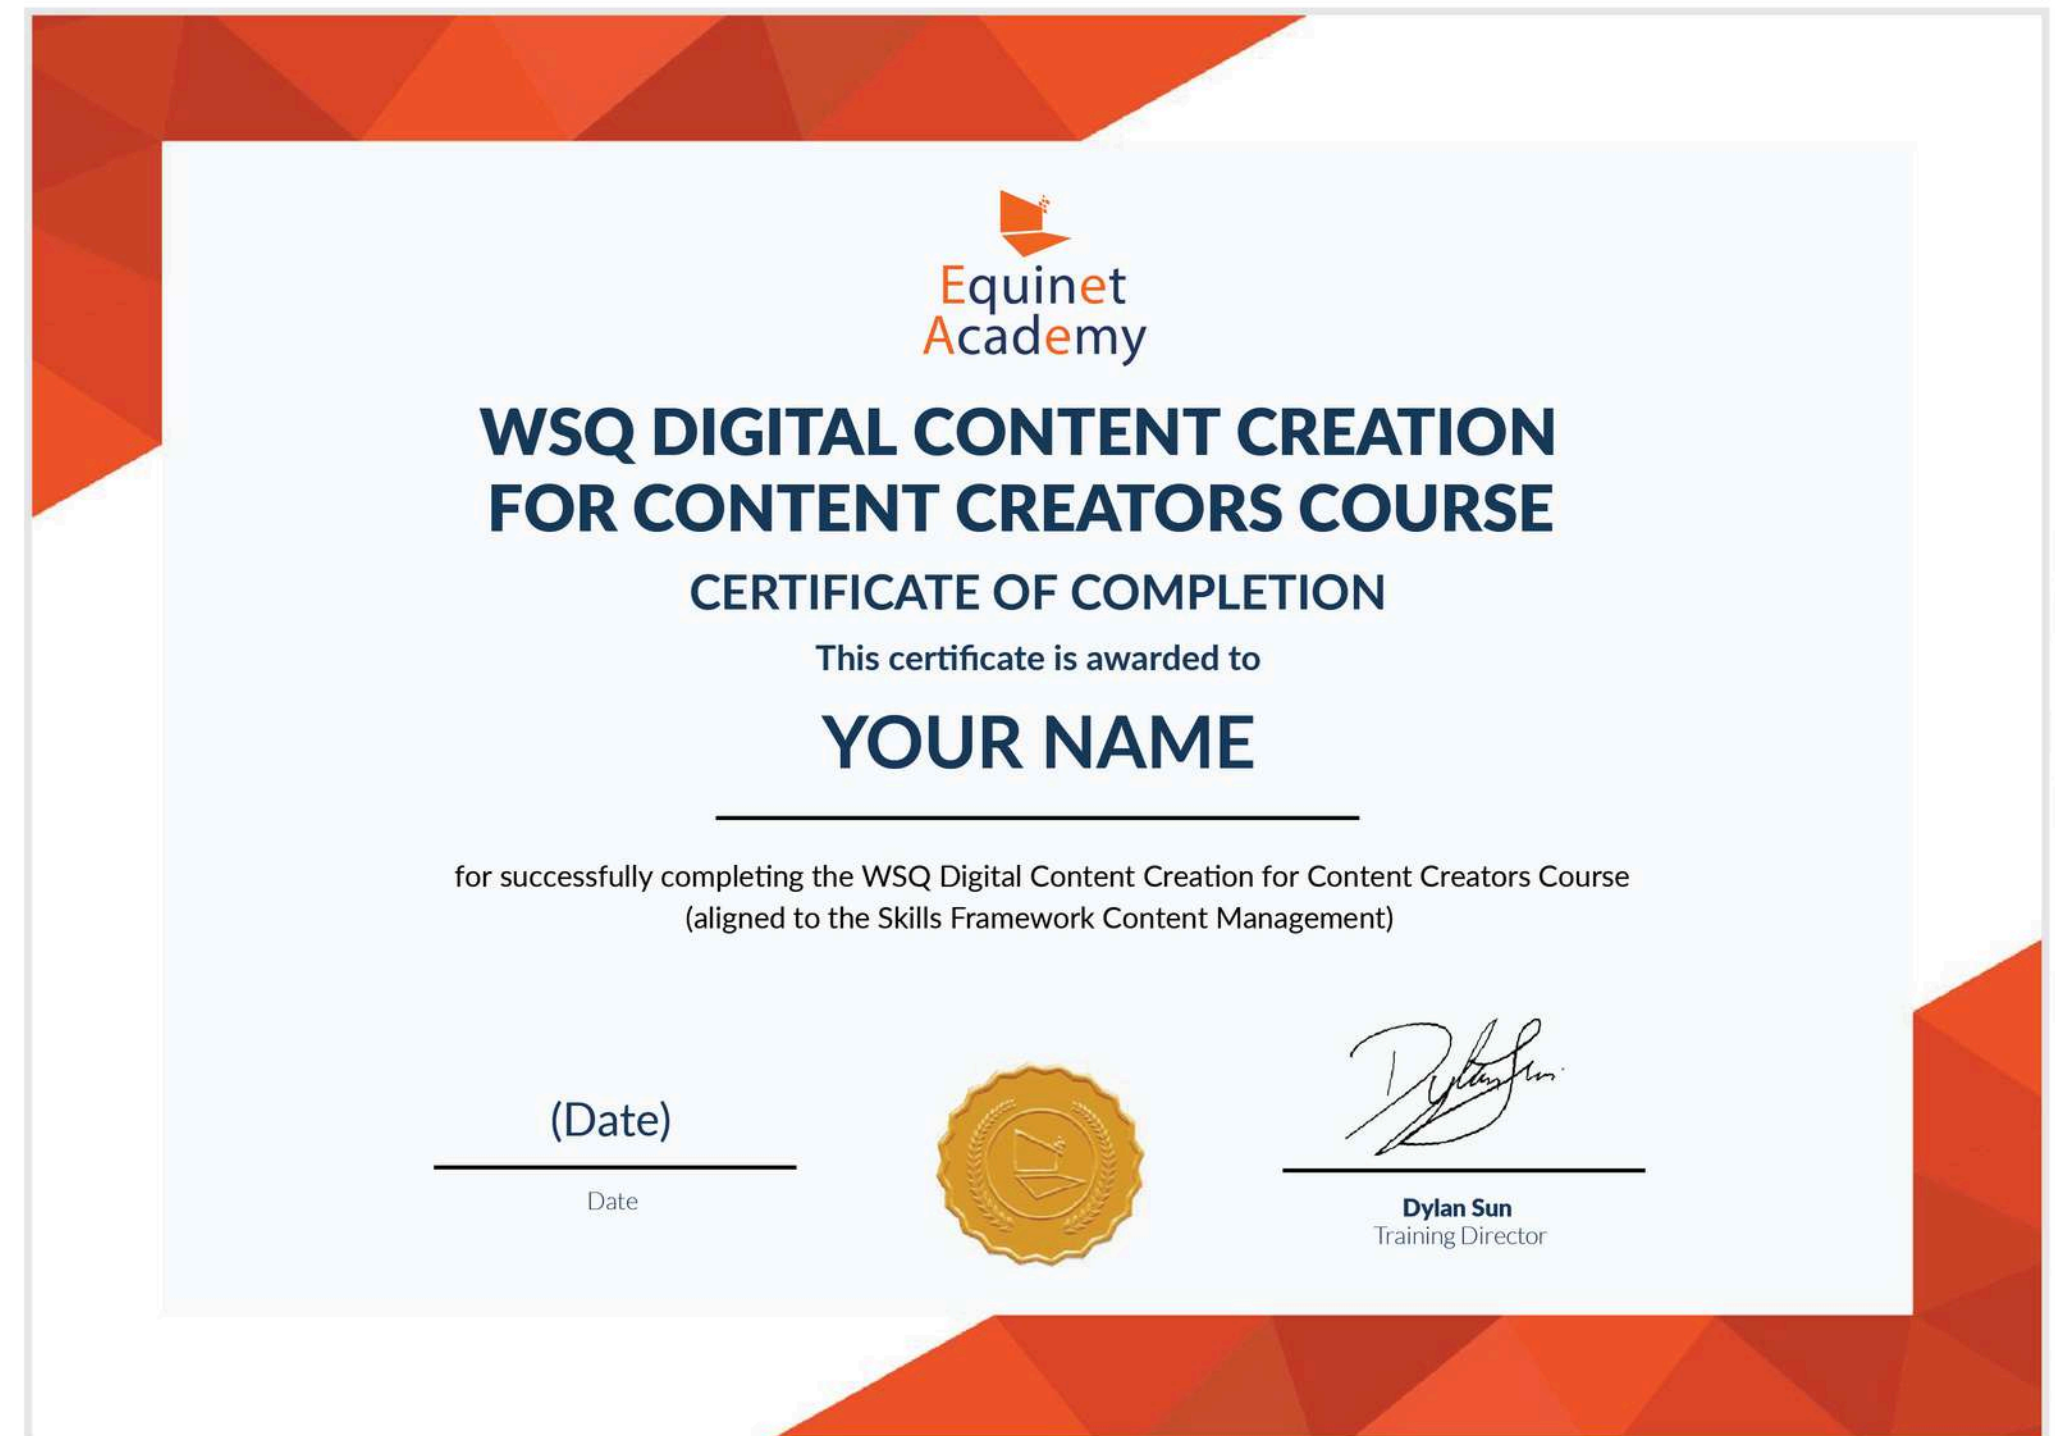 Equinet
Academy
WSQ DIGITAL CONTENT CREATION
FOR CONTENT CREATORS COURSE
CERTIFICATE OF COMPLETION
This certificate is awarded to
YOUR NAME
for successfully completing the WSQ Digital Content Creation for Content Creators Course
(aligned to the Skills Framework Content Management)
(Date)
Date
Dylan Sun
Dylan Sun
Training Director